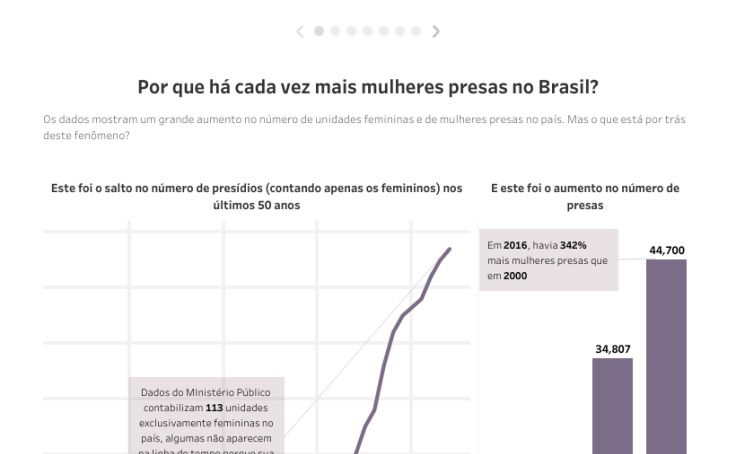 Por que há cada vez mais mulheres presas no Brasil?
Os dados mostram um grande aumento no número de unidades femininas e de mulheres presas no país. Mas o que está por trás
deste fenômeno?
Este foi o salto no número de presídios (contando apenas os femininos) nos
últimos 50 anos
E este foi o aumento no número de
presas
Em 2016, havia 342%
mais mulheres presas que
em 2000
44,700
34,807
Dados do MInistério Público
contabilizam 113 unidades
exclusivamente femininas no
país, algumas não aparecem
na linha do tempo porque sua